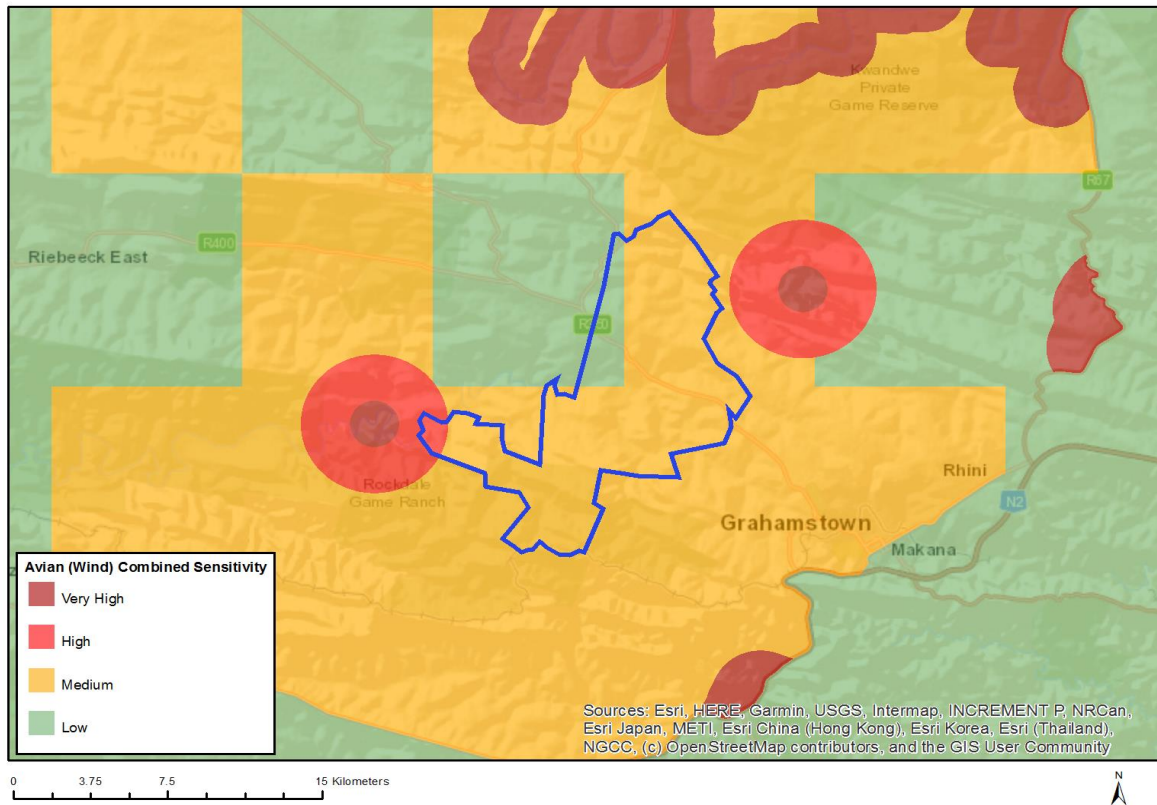 Kwandwe
Private
Game Reserve
R67
Riebeeck East
R400
Rockdale
Game Ranch
Rhini
N2
Grahamstown
Makana
Avian (Wind) Combined Sensitivity
Very High
High
Medium
Low
Sources: Esri, HERE, Garmin, USGS, Intermap, INCREMENT P, NRCan,
Esri Japan, METI, Esri China (Hong Kong), Esri Korea, Esri (Thailand),
NGCC, (c) OpenStreetMap contributors, and the GIS User Community
0 3.75 7.5 15 Kilometers
N